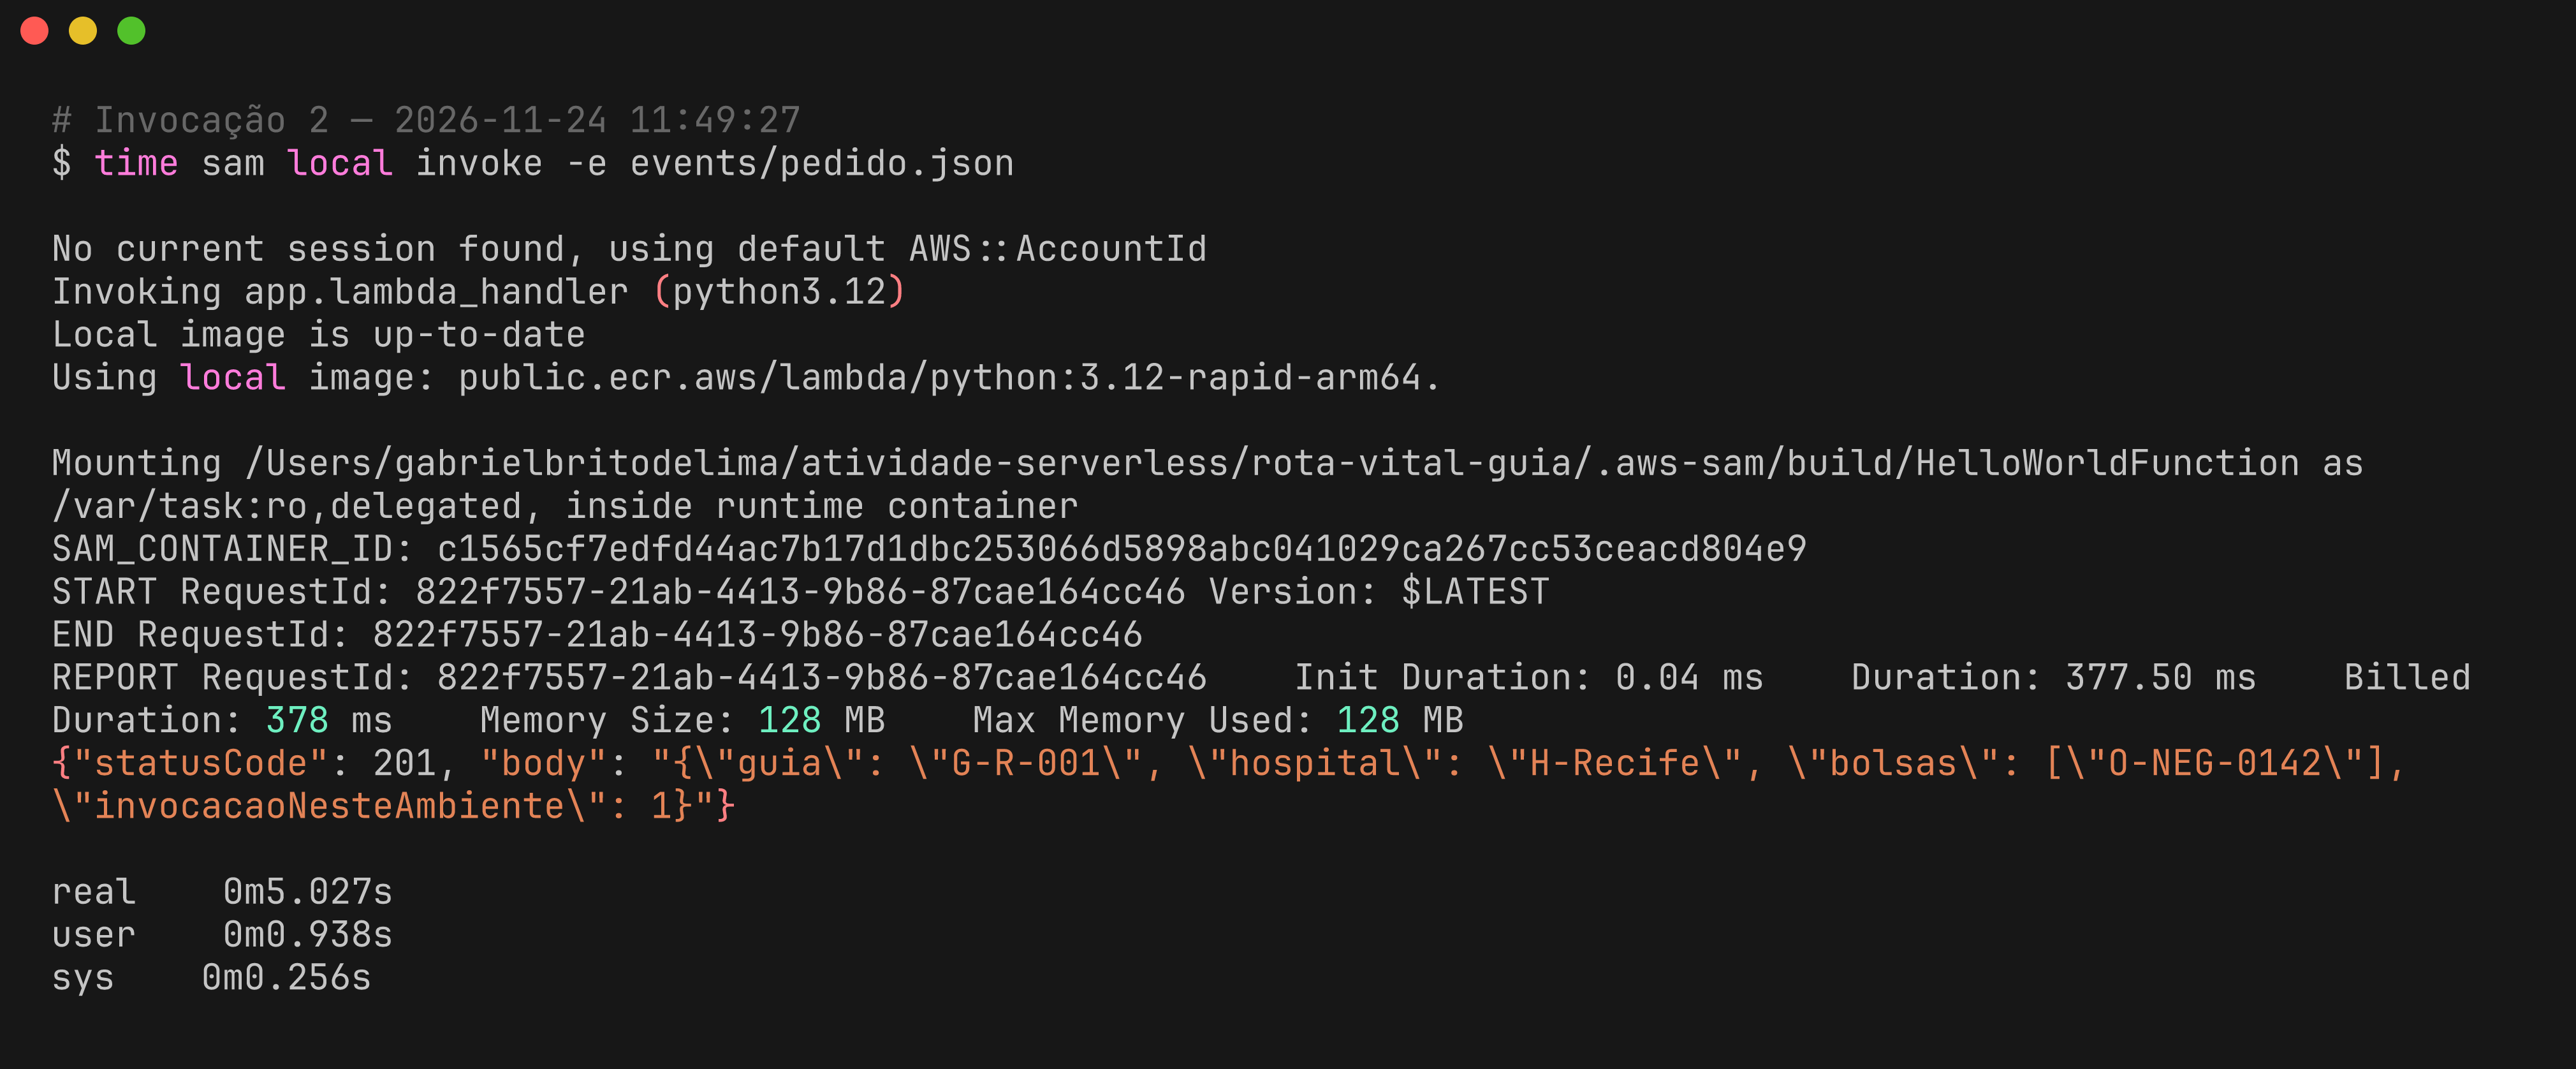 # Invocação 2 — 2026-11-24 11:49:27
$ time sam local invoke -e events/pedido.json
No current session found, using default AWS::AccountId
Invoking app.lambda_handler (python3.12)
Local image is up-to-date
Using local image: public.ecr.aws/lambda/python:3.12-rapid-arm64.
Mounting /Users/gabrielbritodelima/atividade-serverless/rota-vital-guia/.aws-sam/build/HelloWorldFunction as
/var/task:ro,delegated, inside runtime container
SAM_CONTAINER_ID: c1565cf7edfd44ac7b17d1dbc253066d5898abc041029ca267cc53ceacd804e9
START RequestId: 822f7557-21ab-4413-9b86-87cae164cc46 Version: $LATEST
END RequestId: 822f7557-21ab-4413-9b86-87cae164cc46
REPORT RequestId: 822f7557-21ab-4413-9b86-87cae164cc46    Init Duration: 0.04 ms    Duration: 377.50 ms    Billed
Duration: 378 ms    Memory Size: 128 MB    Max Memory Used: 128 MB
{"statusCode": 201, "body": "{\"guia\": \"G-R-001\", \"hospital\": \"H-Recife\", \"bolsas\": [\"O-NEG-0142\"],
\"invocacaoNesteAmbiente\": 1}"}
real    0m5.027s
user    0m0.938s
sys    0m0.256s